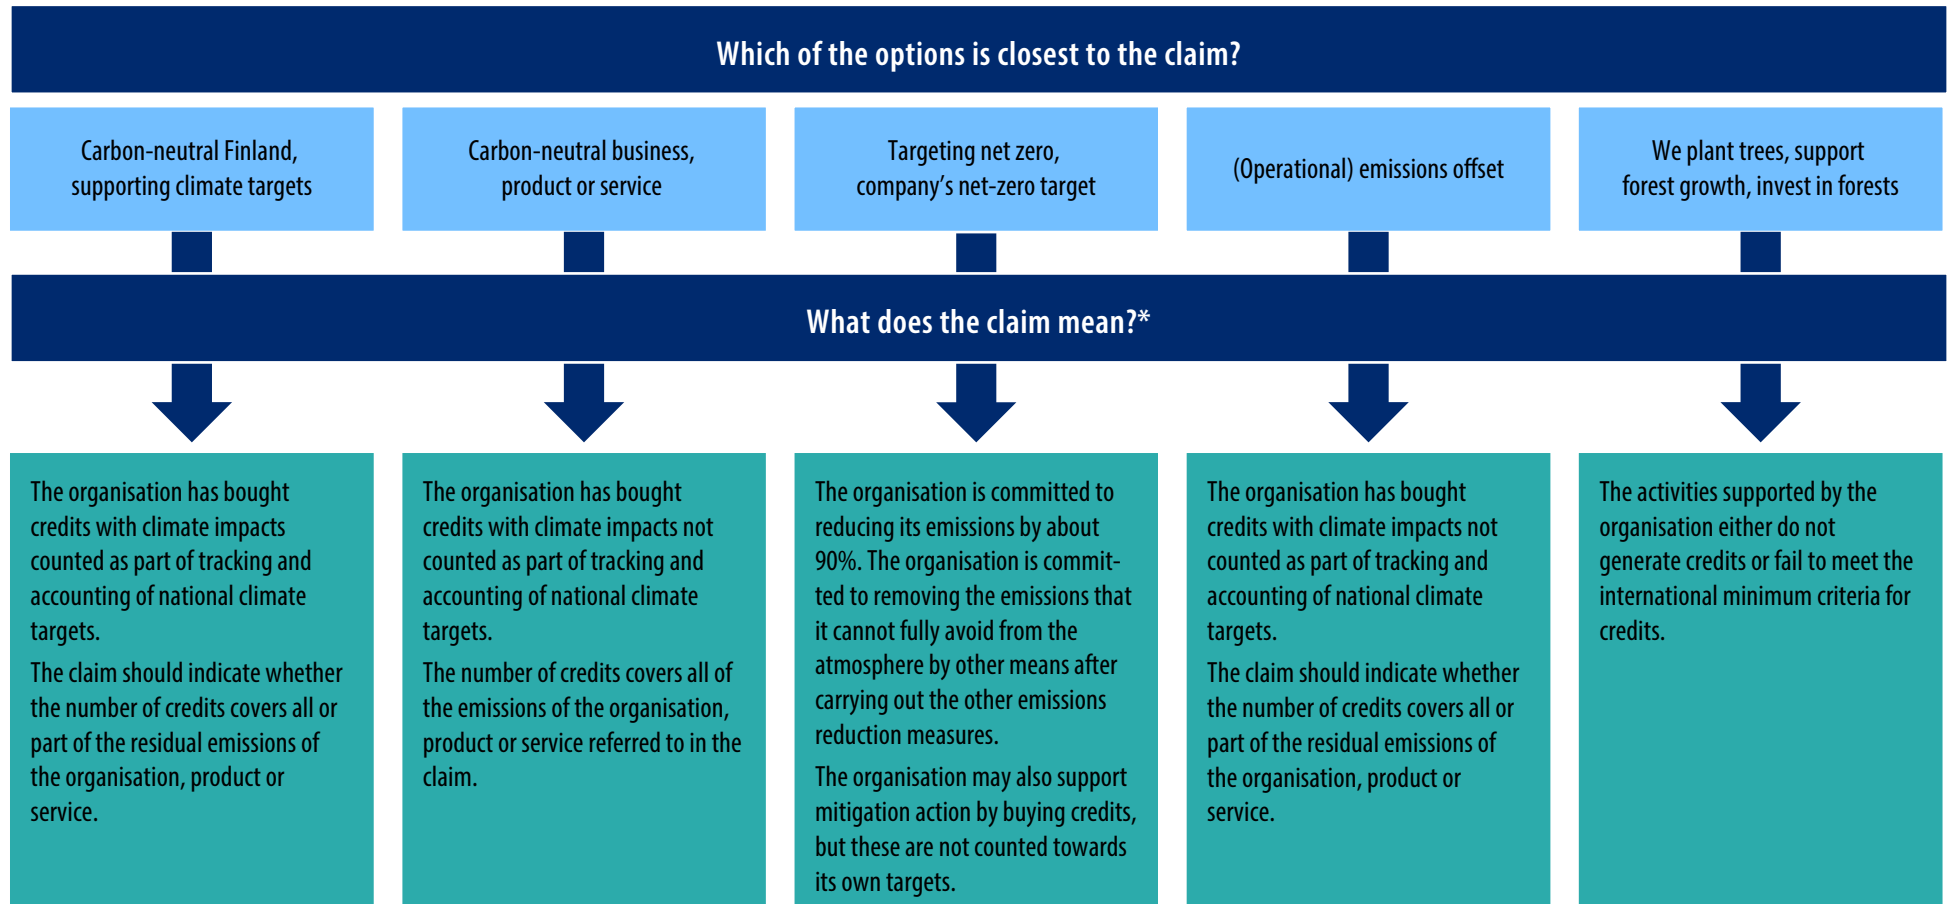 Which of the options is closest to the claim?
Carbon-neutral Finland,
supporting climate targets
Carbon-neutral business,
product or service
Targeting net zero,
company's net-zero target
(Operational) emissions offset
We plant trees, support
forest growth, invest in forests
What does the claim mean?*
The organisation has bought
credits with climate impacts
counted as part of tracking and
accounting of national climate
targets.
The claim should indicate whether
the number of credits covers all or
part of the residual emissions of
the organisation, product or
service.
The organisation has bought
credits with climate impacts not
counted as part of tracking and
accounting of national climate
targets.
The number of credits covers all of
the emissions of the organisation,
product or service referred to in the
claim.
The organisation is committed to
reducing its emissions by about
90%. The organisation is commit-
ted to removing the emissions that
it cannot fully avoid from the
atmosphere by other means after
carrying out the other emissions
reduction measures.
The organisation may also support
mitigation action by buying credits,
but these are not counted towards
its own targets.
The organisation has bought
credits with climate impacts not
counted as part of tracking and
accounting of national climate
targets.
The claim should indicate whether
the number of credits covers all or
part of the residual emissions of
the organisation, product or
service.
The activities supported by the
organisation either do not
generate credits or fail to meet the
international minimum criteria for
credits.